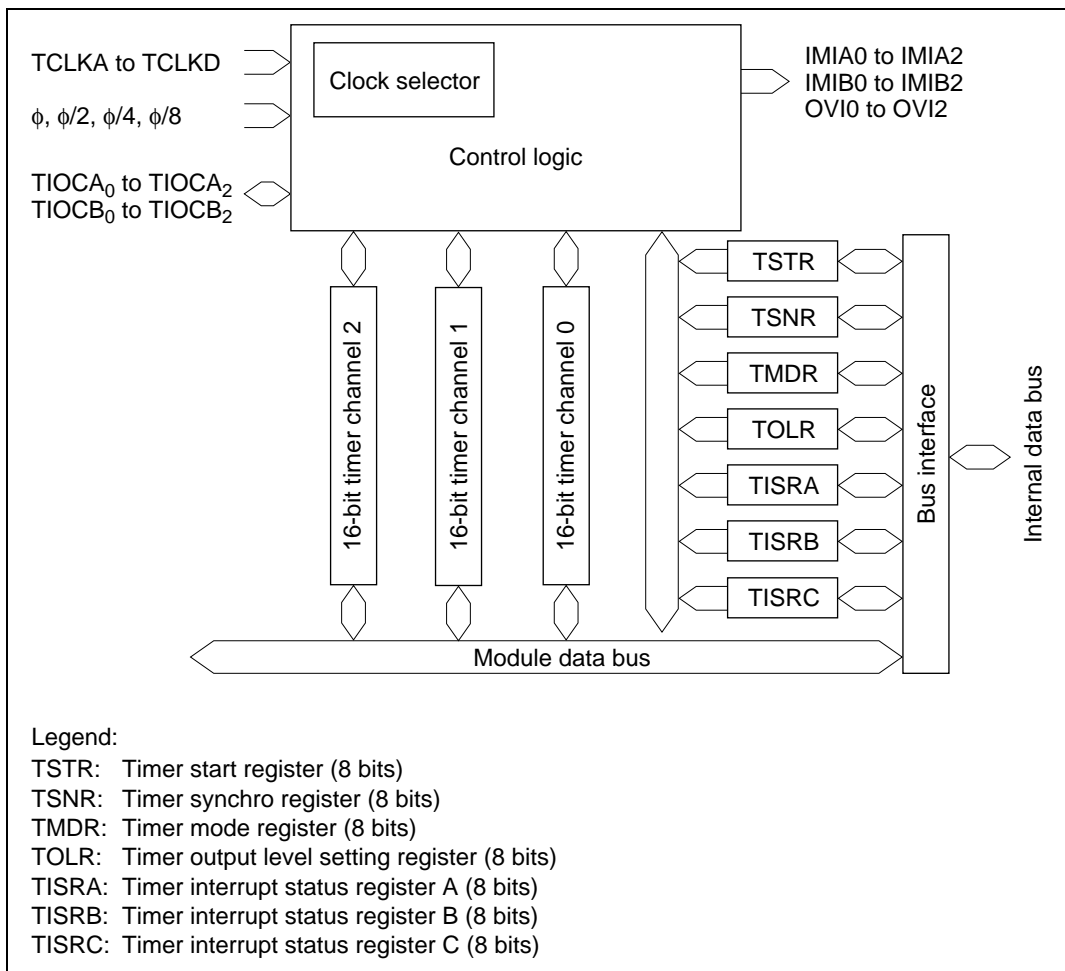 TCLKA to TCLKD
ϕ, ϕ/2, ϕ/4, ϕ/8
TIOCA0 to TIOCA2
TIOCB0 to TIOCB2
Clock selector
Control logic
IMIA0 to IMIA2
IMIB0 to IMIB2
OVI0 to OVI2
16-bit timer channel 2
16-bit timer channel 1
16-bit timer channel 0
TSTR
TSNR
TMDR
TOLR
TISRA
TISRB
TISRC
Bus interface
Internal data bus
Module data bus
Legend:
TSTR: Timer start register (8 bits)
TSNR: Timer synchro register (8 bits)
TMDR: Timer mode register (8 bits)
TOLR: Timer output level setting register (8 bits)
TISRA: Timer interrupt status register A (8 bits)
TISRB: Timer interrupt status register B (8 bits)
TISRC: Timer interrupt status register C (8 bits)